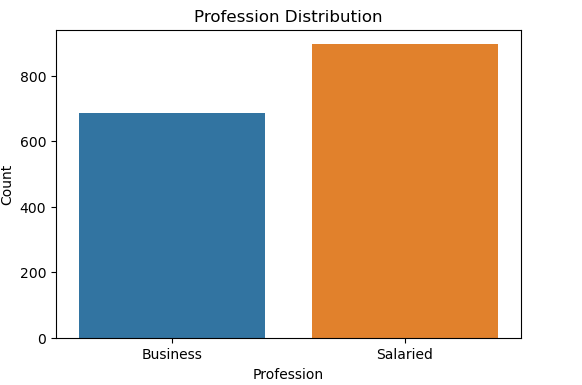 Profession Distribution
800
600
400
200
0
Count
Business
Salaried
Profession